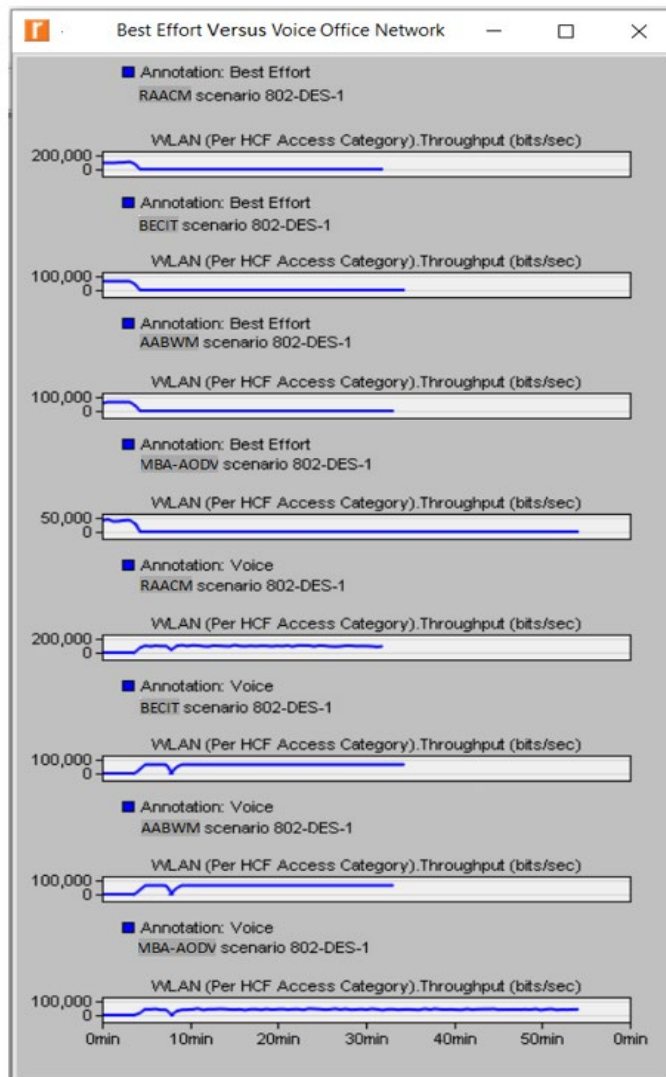 Best Effort Versus Voice Office Network
Annotation: Best Effort
RAACM scenario 802-DES-1
WLAN (Per HCF Access Category).Throughput (bits/sec)
200,000
0
Annotation: Best Effort
BECIT scenario 802-DES-1
WLAN (Per HCF Access Category).Throughput (bits/sec)
100,000
0
Annotation: Best Effort
AABWM scenario 802-DES-1
WLAN (Per HCF Access Category).Throughput (bits/sec)
100,000
0
Annotation: Best Effort
MBA-AODV scenario 802-DES-1
WLAN (Per HCF Access Category).Throughput (bits/sec)
50,000
0
Annotation: Voice
RAACM scenario 802-DES-1
WLAN (Per HCF Access Category).Throughput (bits/sec)
200,000
0
Annotation: Voice
BECIT scenario 802-DES-1
WLAN (Per HCF Access Category).Throughput (bits/sec)
100,000
0
Annotation: Voice
AABWM scenario 802-DES-1
WLAN (Per HCF Access Category).Throughput (bits/sec)
100,000
0
Annotation: Voice
MBA-AODV scenario 802-DES-1
WLAN (Per HCF Access Category).Throughput (bits/sec)
100,000
0
0min 10min 20min 30min 40min 50min 0min